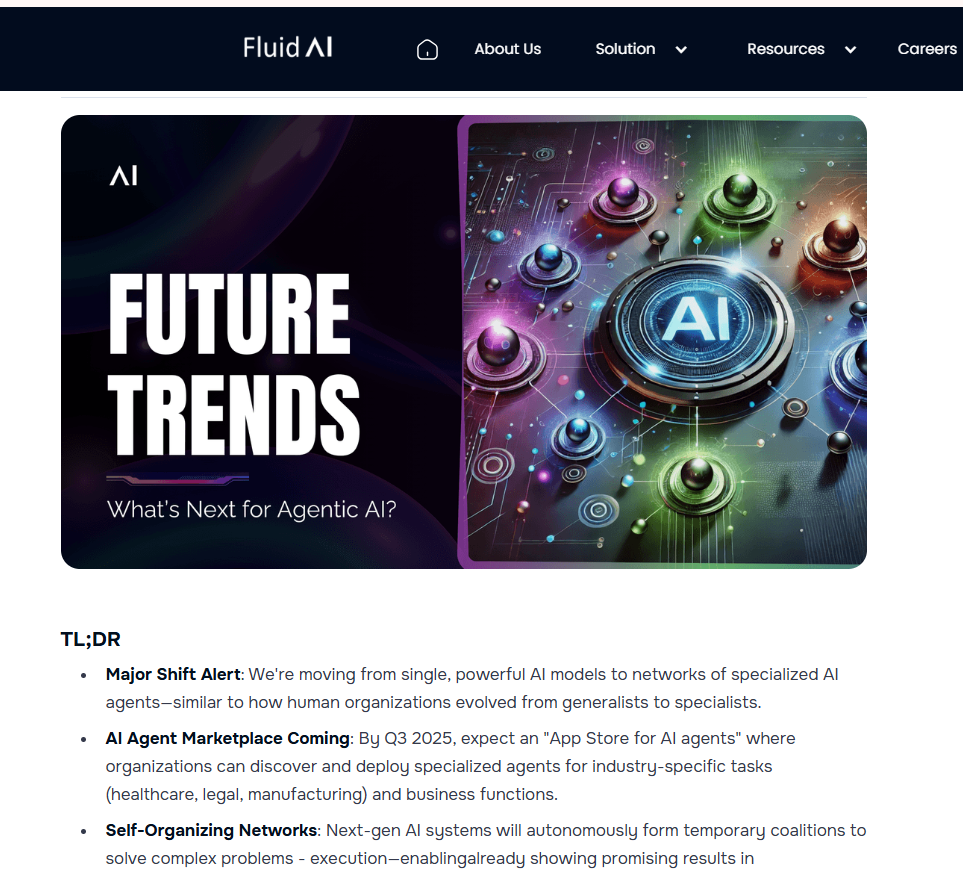 Fluid AI
About Us
Solution
Resources
Careers
AI
FUTURE
TRENDS
What's Next for Agentic AI?
AI
TL;DR
• Major Shift Alert: We're moving from single, powerful AI models to networks of specialized AI
agents—similar to how human organizations evolved from generalists to specialists.
• AI Agent Marketplace Coming: By Q3 2025, expect an "App Store for AI agents" where
organizations can discover and deploy specialized agents for industry-specific tasks
(healthcare, legal, manufacturing) and business functions.
• Self-Organizing Networks: Next-gen AI systems will autonomously form temporary coalitions to
solve complex problems - execution—enablingalready showing promising results in